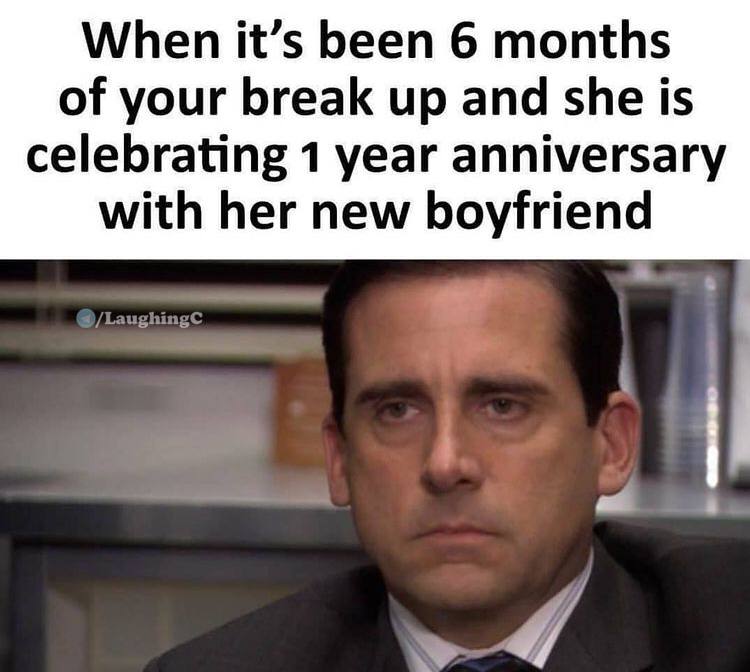 When it's been 6 months
of your break up and she is
celebrating 1 year anniversary
with her new boyfriend
/LaughingC